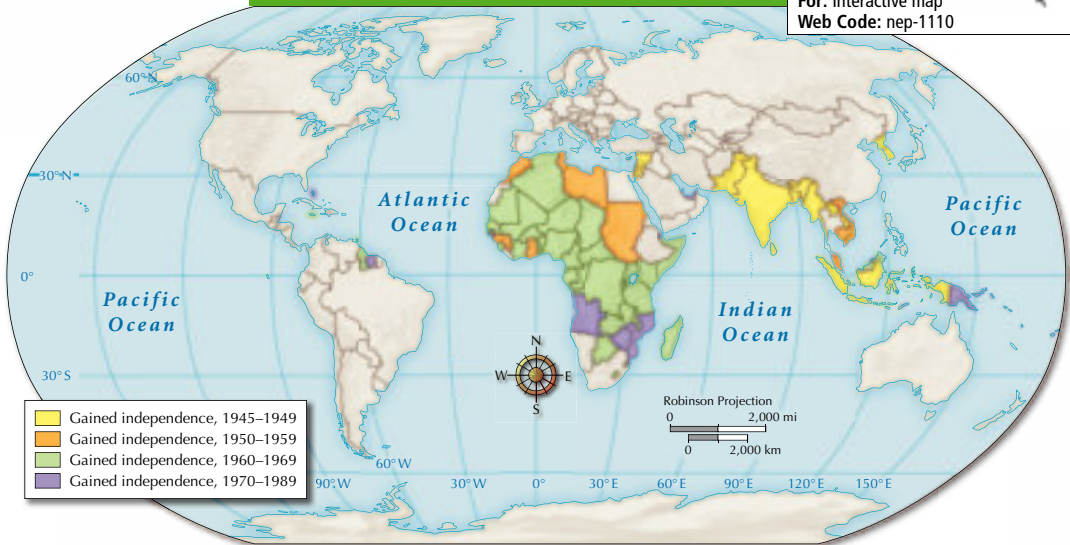 For: Interactive map
Web Code: nep-1110
60°N
30°N
Atlantic
Ocean
Pacific
Ocean
0°
Pacific
Ocean
Indian
Ocean
N
W
E
S
30°S
Robinson Projection
0
2,000 mi
0
2,000 km
Gained independence, 1945–1949
Gained independence, 1950–1959
Gained independence, 1960–1969
Gained independence, 1970–1989
60°W
90°W
30°W
0°
30°E
60°E
90°E
120°E
150°E